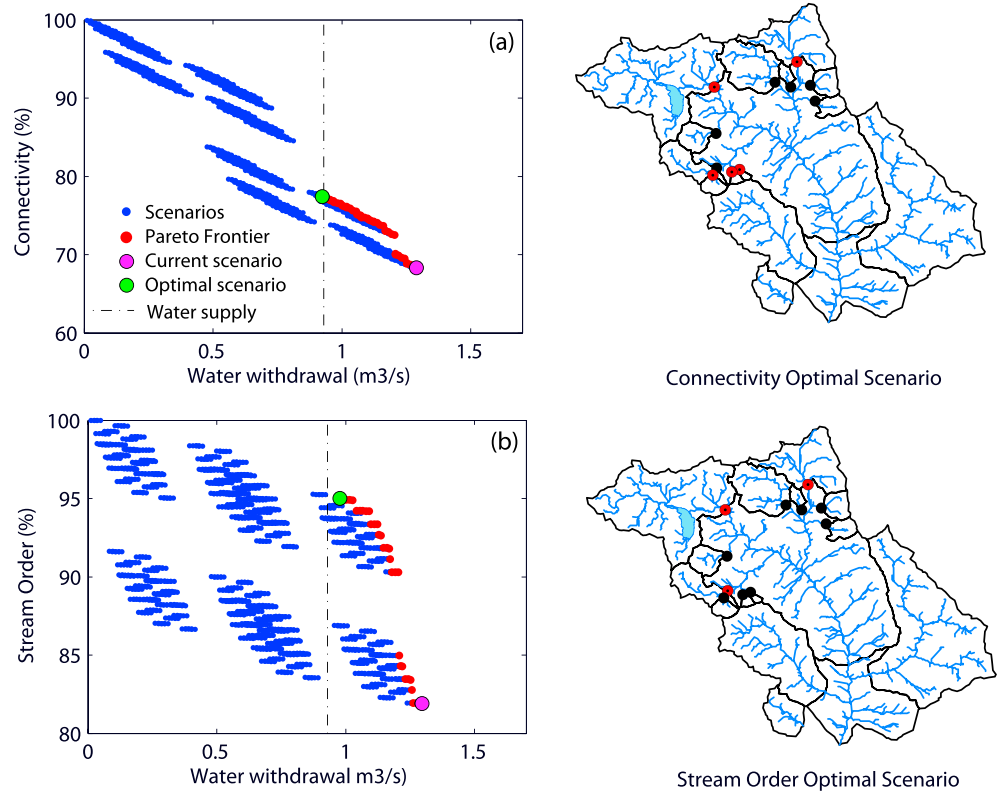 100
90
80
70
60
Connectivity (%)
(a)
Scenarios
Pareto Frontier
Current scenario
Optimal scenario
Water supply
0
0.5
1
1.5
Water withdrawal (m3/s)
Connectivity Optimal Scenario
100
95
90
85
80
Stream Order (%)
(b)
0
0.5
1
1.5
Water withdrawal m3/s)
Stream Order Optimal Scenario